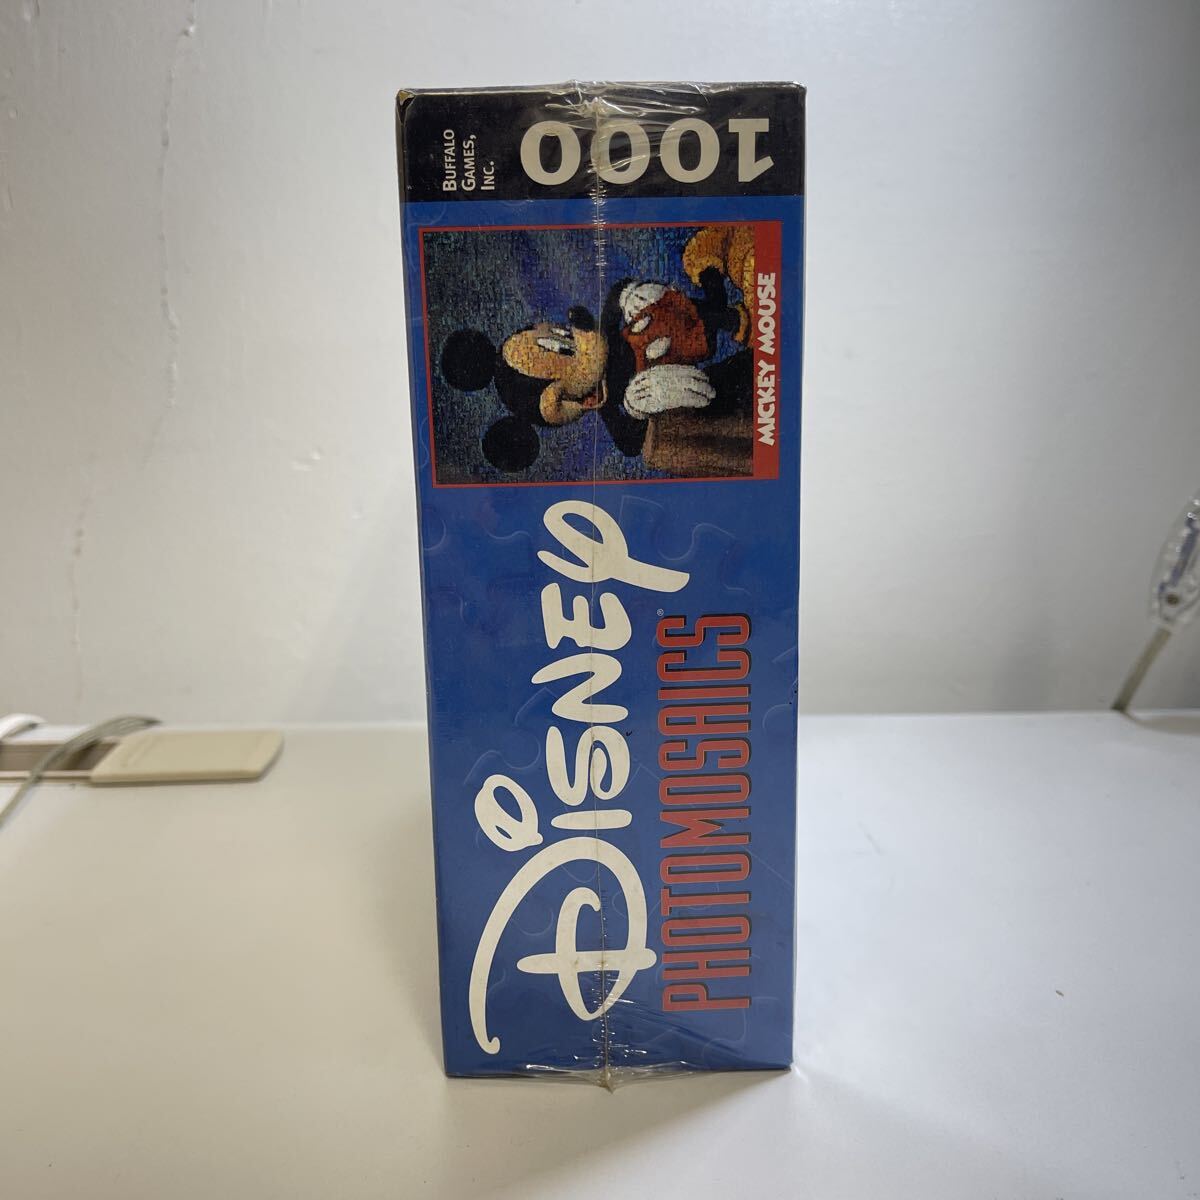 Disney
PHOTOMOSAICS®
MICKEY MOUSE
BUFFALO
GAMES,
INC.
1000